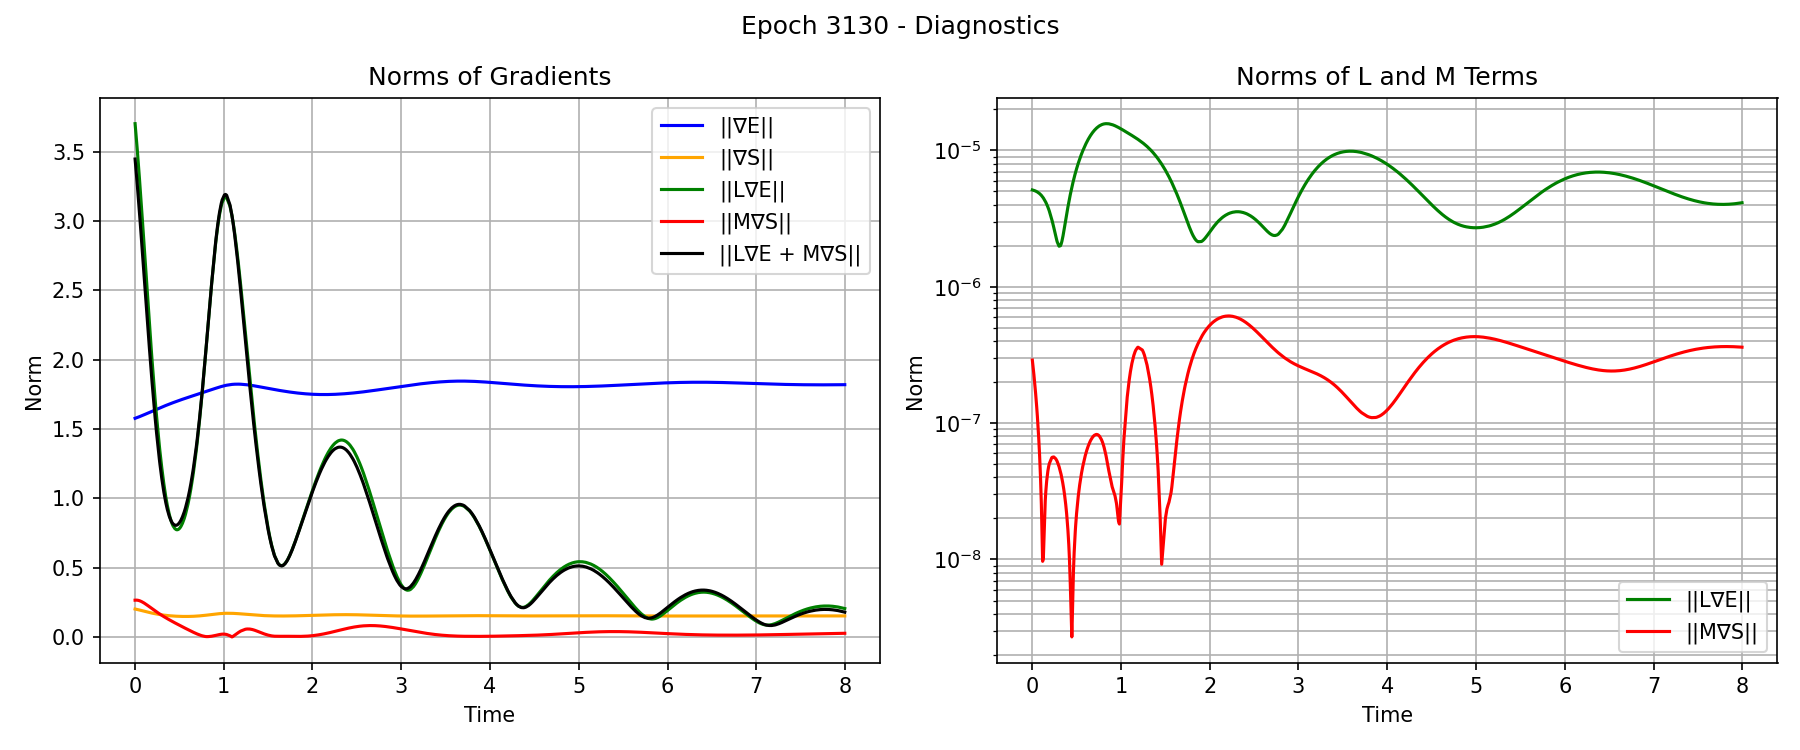 Epoch 3130 - Diagnostics
Norms of Gradients
Norm
3.5
3.0
2.5
2.0
1.5
1.0
0.5
0.0
||∇E||
||∇S||
||L∇E||
||M∇S||
||L∇E + M∇S||
0 1 2 3 4 5 6 7 8
Time
Norms of L and M Terms
Norm
10⁻⁵
10⁻⁶
10⁻⁷
10⁻⁸
||L∇E||
||M∇S||
0 1 2 3 4 5 6 7 8
Time